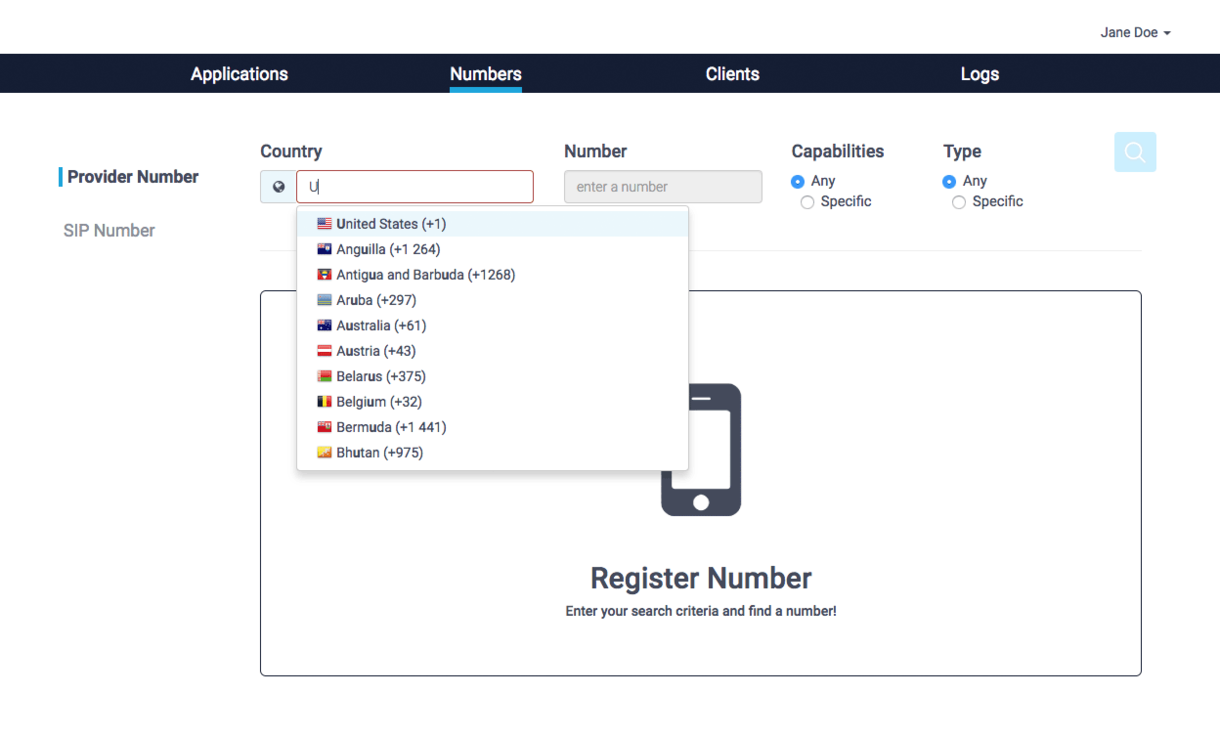 Jane Doe
Applications Numbers Clients Logs
Country Number Capabilities Type
Provider Number
U enter a number Any Any
Specific Specific
SIP Number
United States (+1)
Anguilla (+1 264)
Antigua and Barbuda (+1268)
Aruba (+297)
Australia (+61)
Austria (+43)
Belarus (+375)
Belgium (+32)
Bermuda (+1 441)
Bhutan (+975)
Register Number
Enter your search criteria and find a number!